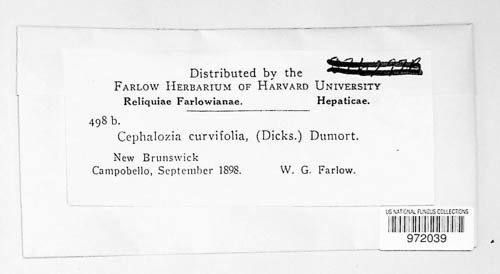 Distributed by the
FARLOW HERBARIUM OF HARVARD UNIVERSITY
Reliquiae Farlowianae. Hepaticae.
498 b.
Cephalozia curvifolia, (Dicks.) Dumort.
New Brunswick
Campobello, September 1898. W. G. Farlow.
US NATIONAL FUNGUS COLLECTIONS
972039